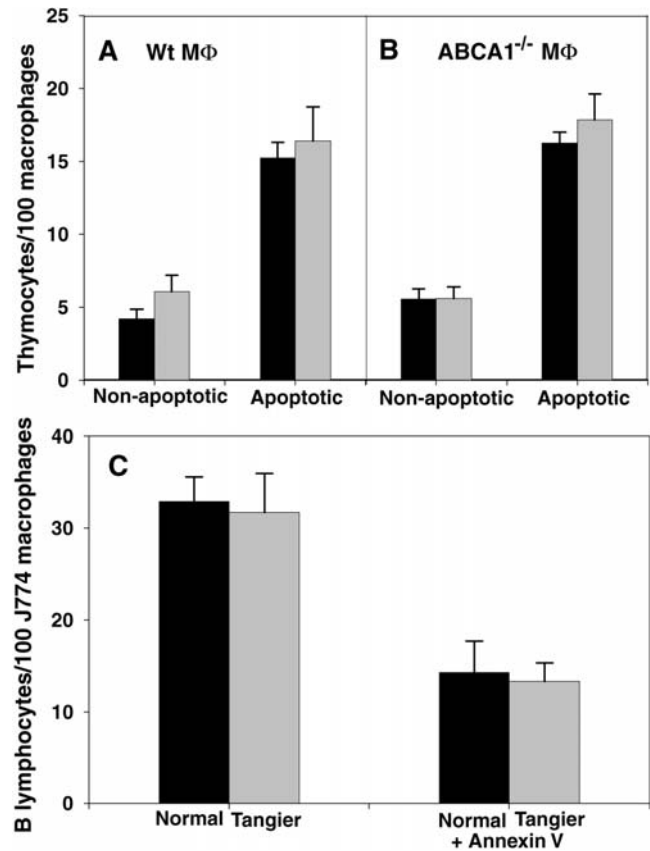 25
20
15
10
5
0
Thymocytes/100 macrophages
A Wt MΦ
B ABCA1-/- MΦ
Non-apoptotic Apoptotic Non-apoptotic Apoptotic
40
30
20
10
0
B lymphocytes/100 J774 macrophages
C
Normal Tangier Normal Tangier
+ Annexin V